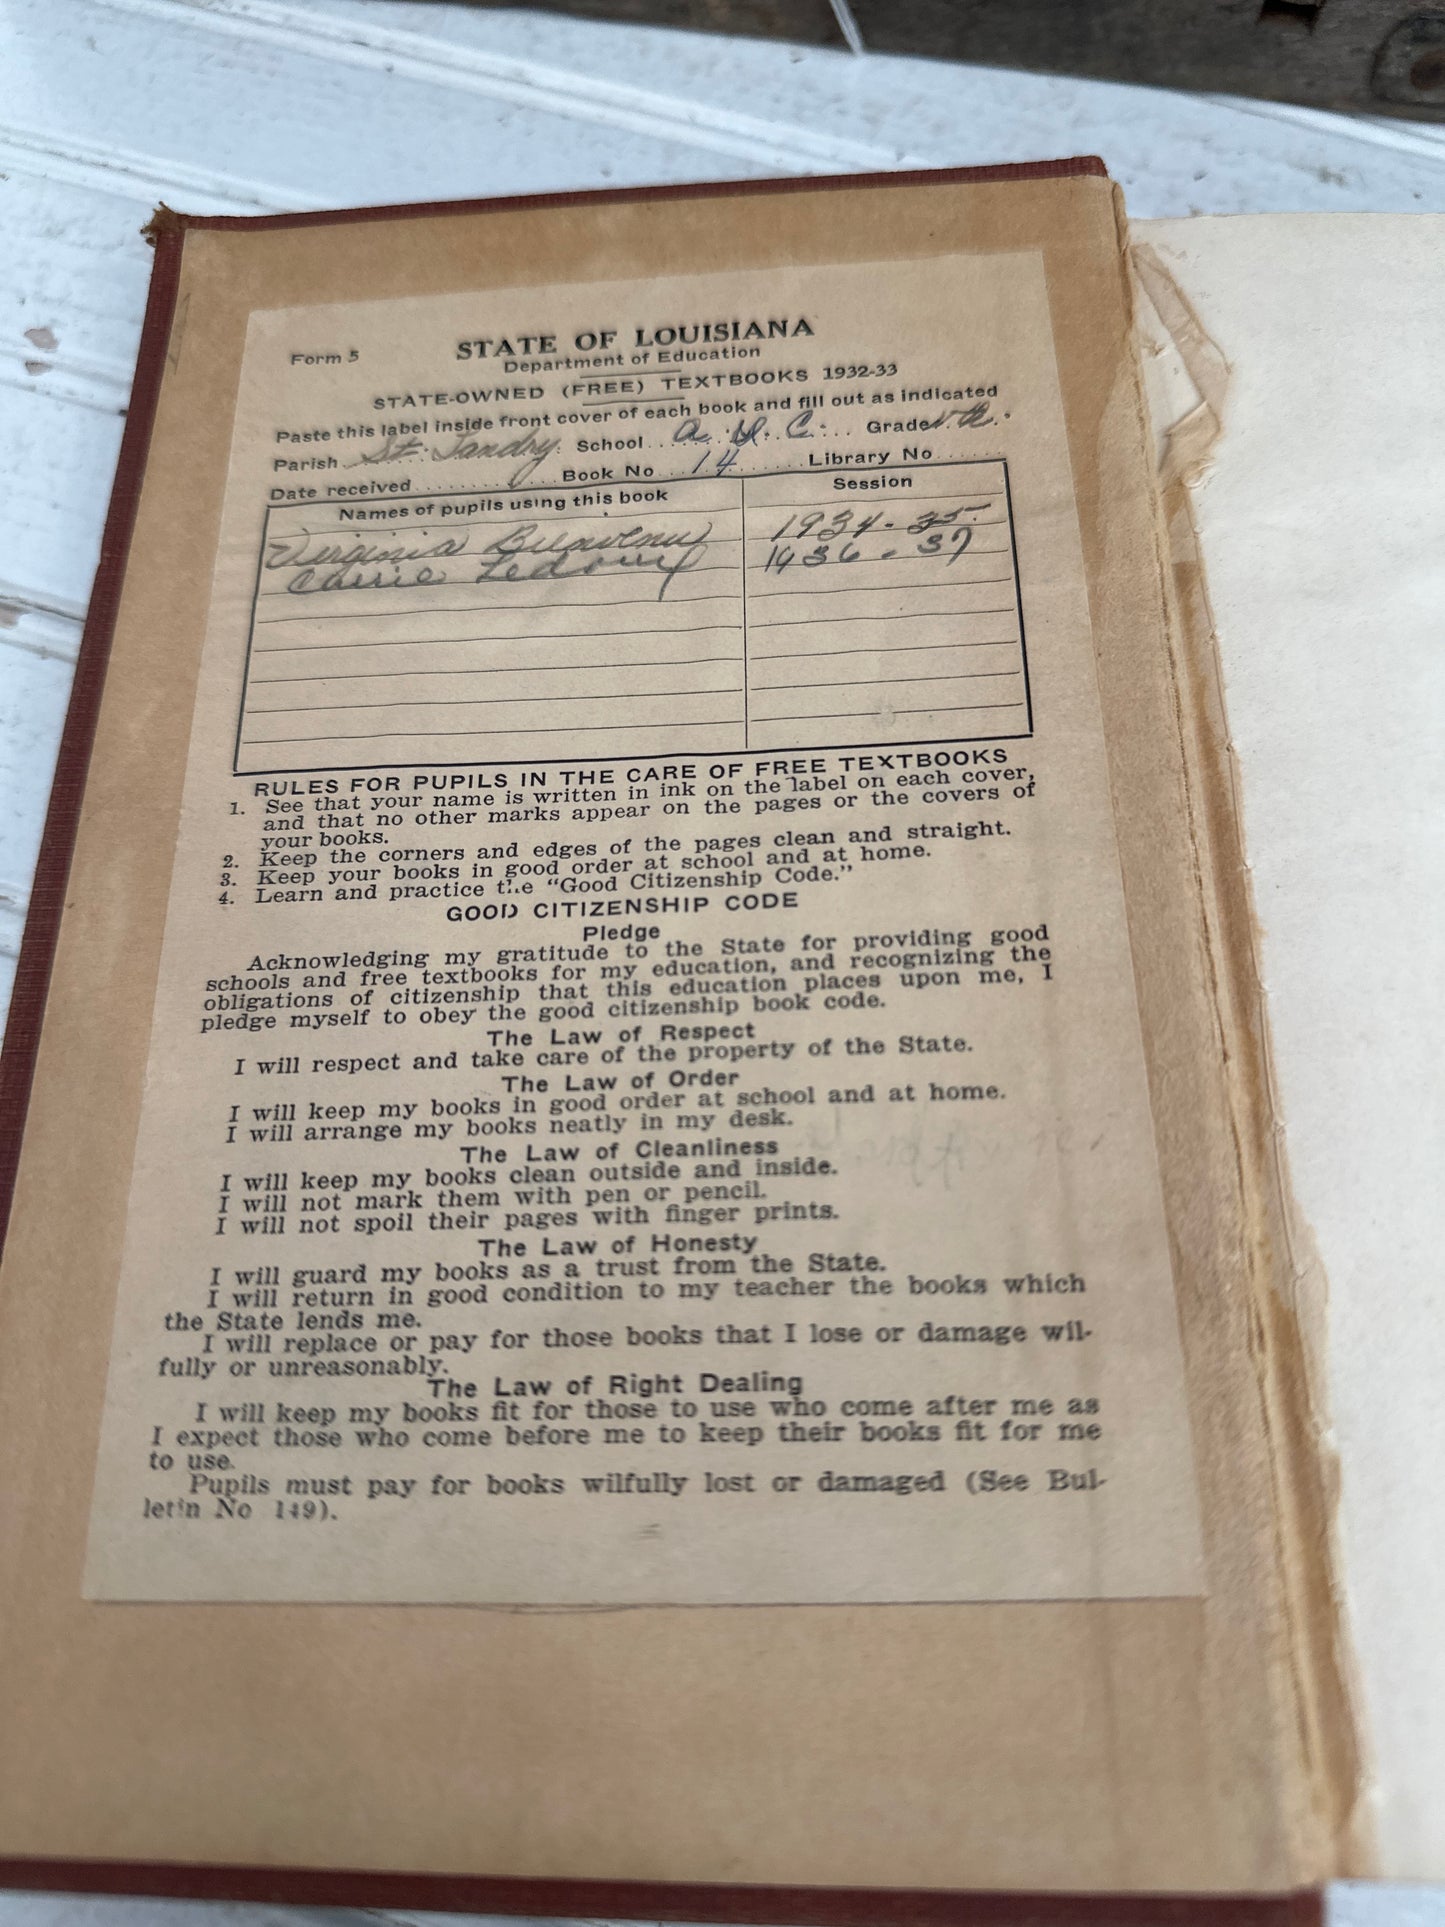 Form 5
STATE OF LOUISIANA
Department of Education
STATE-OWNED (FREE) TEXTBOOKS 1932-33
Paste this label inside front cover of each book and fill out as indicated
Parish St. Landry School A. I. C. Grade
Date received Book No 14 Library No
Names of pupils using this book Session
Virginia Bienvenu 1934-35
Carrie Ledoux 1936-37
RULES FOR PUPILS IN THE CARE OF FREE TEXTBOOKS
1. See that your name is written in ink on the label on each cover,
and that no other marks appear on the pages or the covers of
your books.
2. Keep the corners and edges of the pages clean and straight.
3. Keep your books in good order at school and at home.
4. Learn and practice the "Good Citizenship Code."
GOOD CITIZENSHIP CODE
Pledge
Acknowledging my gratitude to the State for providing good
schools and free textbooks for my education, and recognizing the
obligations of citizenship that this education places upon me, I
pledge myself to obey the good citizenship book code.
The Law of Respect
I will respect and take care of the property of the State.
The Law of Order
I will keep my books in good order at school and at home.
I will arrange my books neatly in my desk.
The Law of Cleanliness
I will keep my books clean outside and inside.
I will not mark them with pen or pencil.
I will not spoil their pages with finger prints.
The Law of Honesty
I will guard my books as a trust from the State.
I will return in good condition to my teacher the books which
the State lends me.
I will replace or pay for those books that I lose or damage wil-
fully or unreasonably.
The Law of Right Dealing
I will keep my books fit for those to use who come after me as
I expect those who come before me to keep their books fit for me
to use.
Pupils must pay for books wilfully lost or damaged (See Bul-
letin No 149).